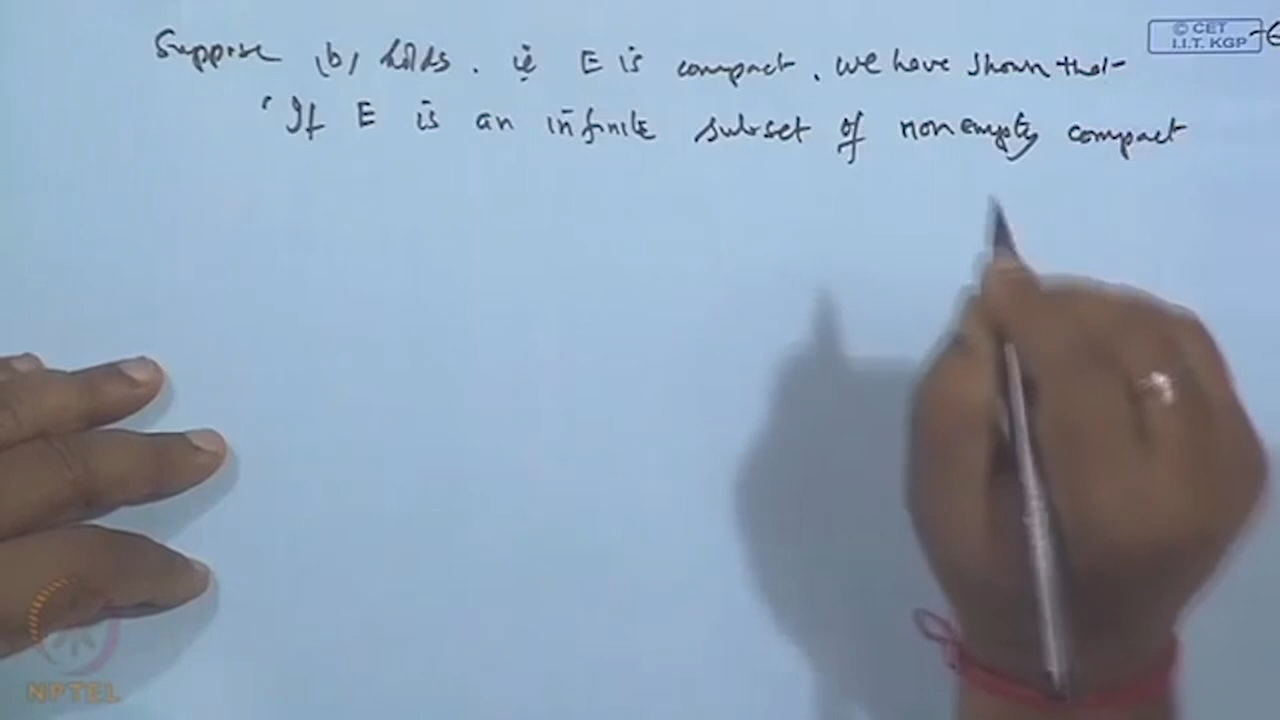 Suppose (b) holds. ie E is compact. we have shown that
© CET
I.I.T. KGP
"If E is an infinite subset of nonempty compact
NPTEL